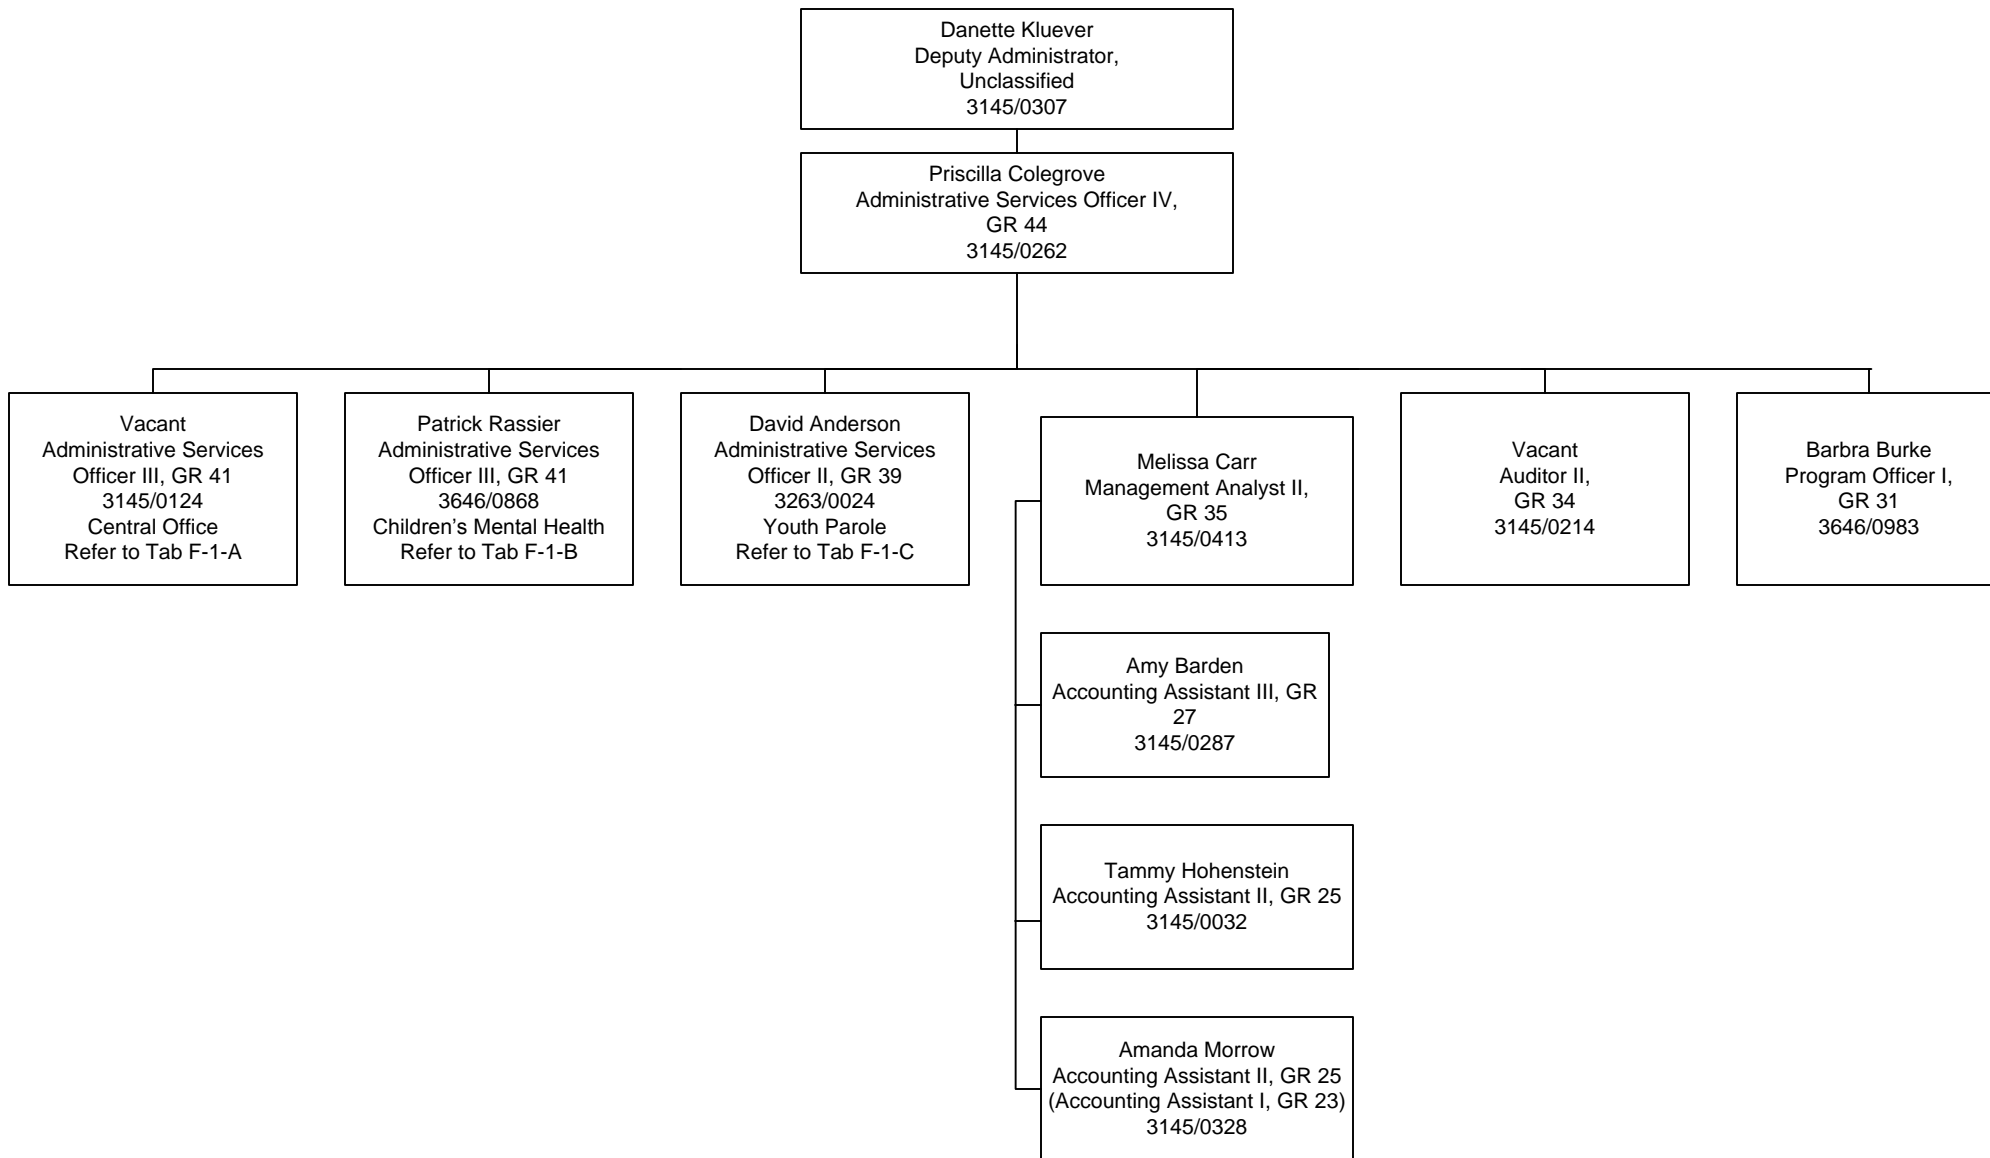 Danette Kluever
Deputy Administrator,
Unclassified
3145/0307
Priscilla Colegrove
Administrative Services Officer IV,
GR 44
3145/0262
Vacant
Administrative Services
Officer III, GR 41
3145/0124
Central Office
Refer to Tab F-1-A
Patrick Rassier
Administrative Services
Officer III, GR 41
3646/0868
Children’s Mental Health
Refer to Tab F-1-B
David Anderson
Administrative Services
Officer II, GR 39
3263/0024
Youth Parole
Refer to Tab F-1-C
Melissa Carr
Management Analyst II,
GR 35
3145/0413
Vacant
Auditor II,
GR 34
3145/0214
Barbra Burke
Program Officer I,
GR 31
3646/0983
Amy Barden
Accounting Assistant III, GR
27
3145/0287
Tammy Hohenstein
Accounting Assistant II, GR 25
3145/0032
Amanda Morrow
Accounting Assistant II, GR 25
(Accounting Assistant I, GR 23)
3145/0328